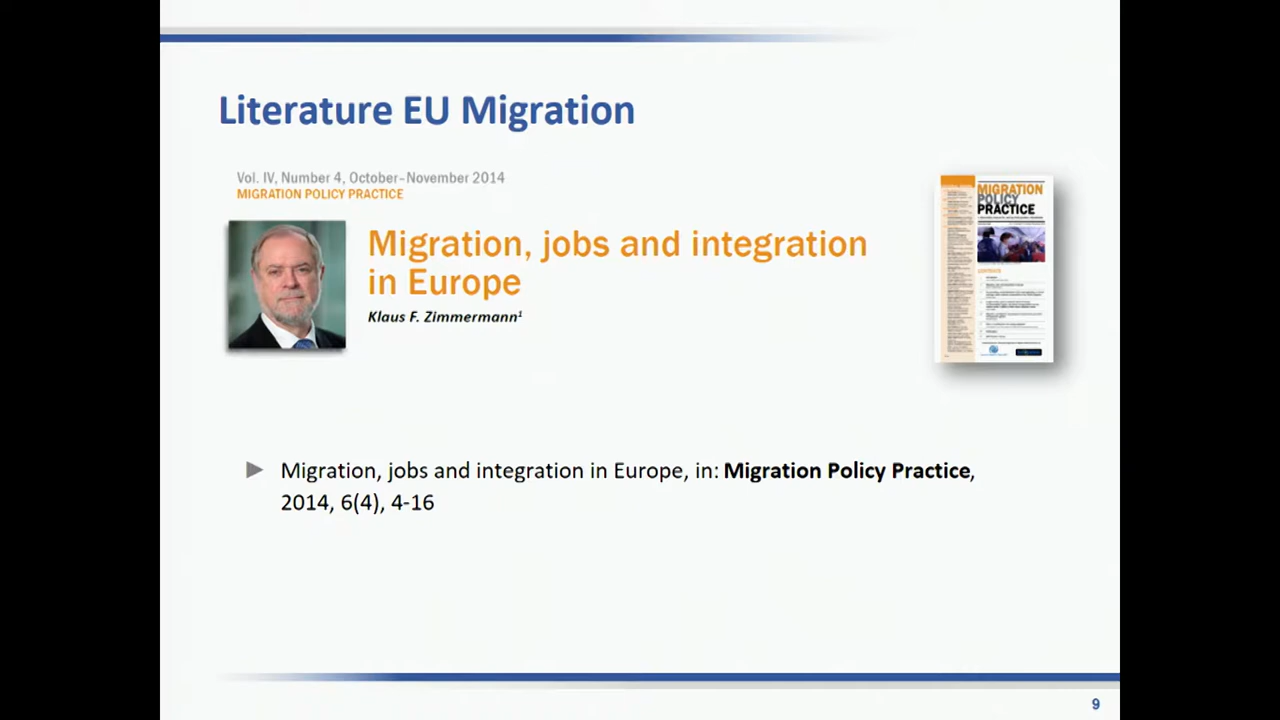 Literature EU Migration
Vol. IV, Number 4, October–November 2014
MIGRATION POLICY PRACTICE
Migration, jobs and integration
in Europe
Klaus F. Zimmermann¹
MIGRATION
POLICY
PRACTICE
Migration, jobs and integration in Europe, in: Migration Policy Practice,
2014, 6(4), 4-16
9